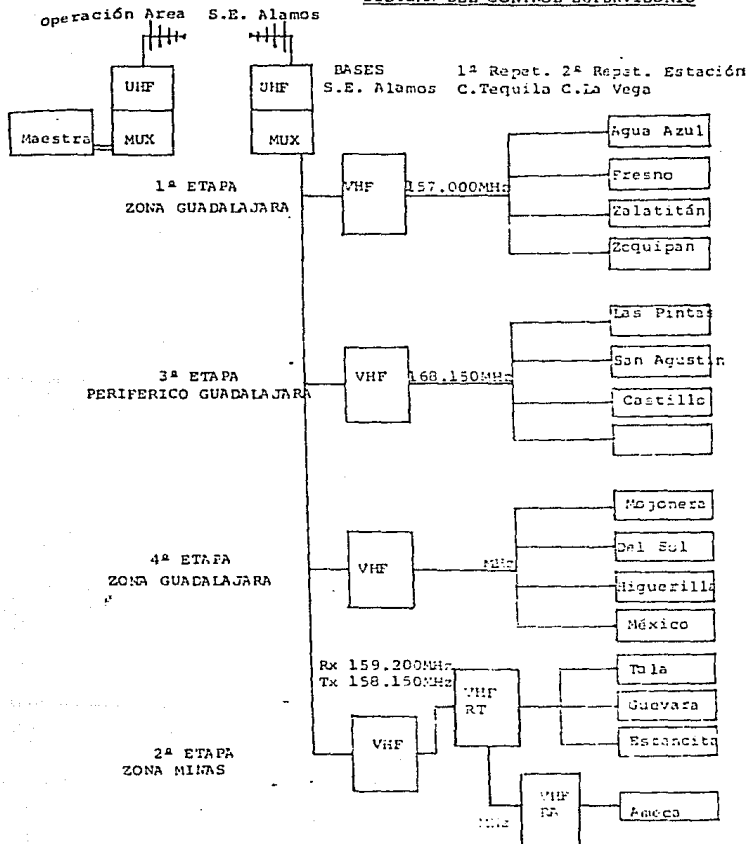 operación Area S.E. Alamos
UHF
UHF
BASES
S.E. Alamos
1ª Repet. 2ª Repet. Estación
C.Tequila C.La Vega
Maestra
MUX
MUX
Agua Azul
1ª ETAPA
ZONA GUADALAJARA
VHF
157.000MHz
Fresno
Zalatitán
Zoquipan
3ª ETAPA
PERIFERICO GUADALAJARA
VHF
168.150MHz
Las Pintas
San Agustin
Castillo
4ª ETAPA
ZONA GUADALAJARA
VHF
MHz
Mojonera
Del Sol
Higuerilla
México
Rx 159.200MHz
Tx 158.150MHz
VHF
RT
Tala
Guevara
Estancita
2ª ETAPA
ZONA MINAS
VHF
MHz
VHF
Ameca